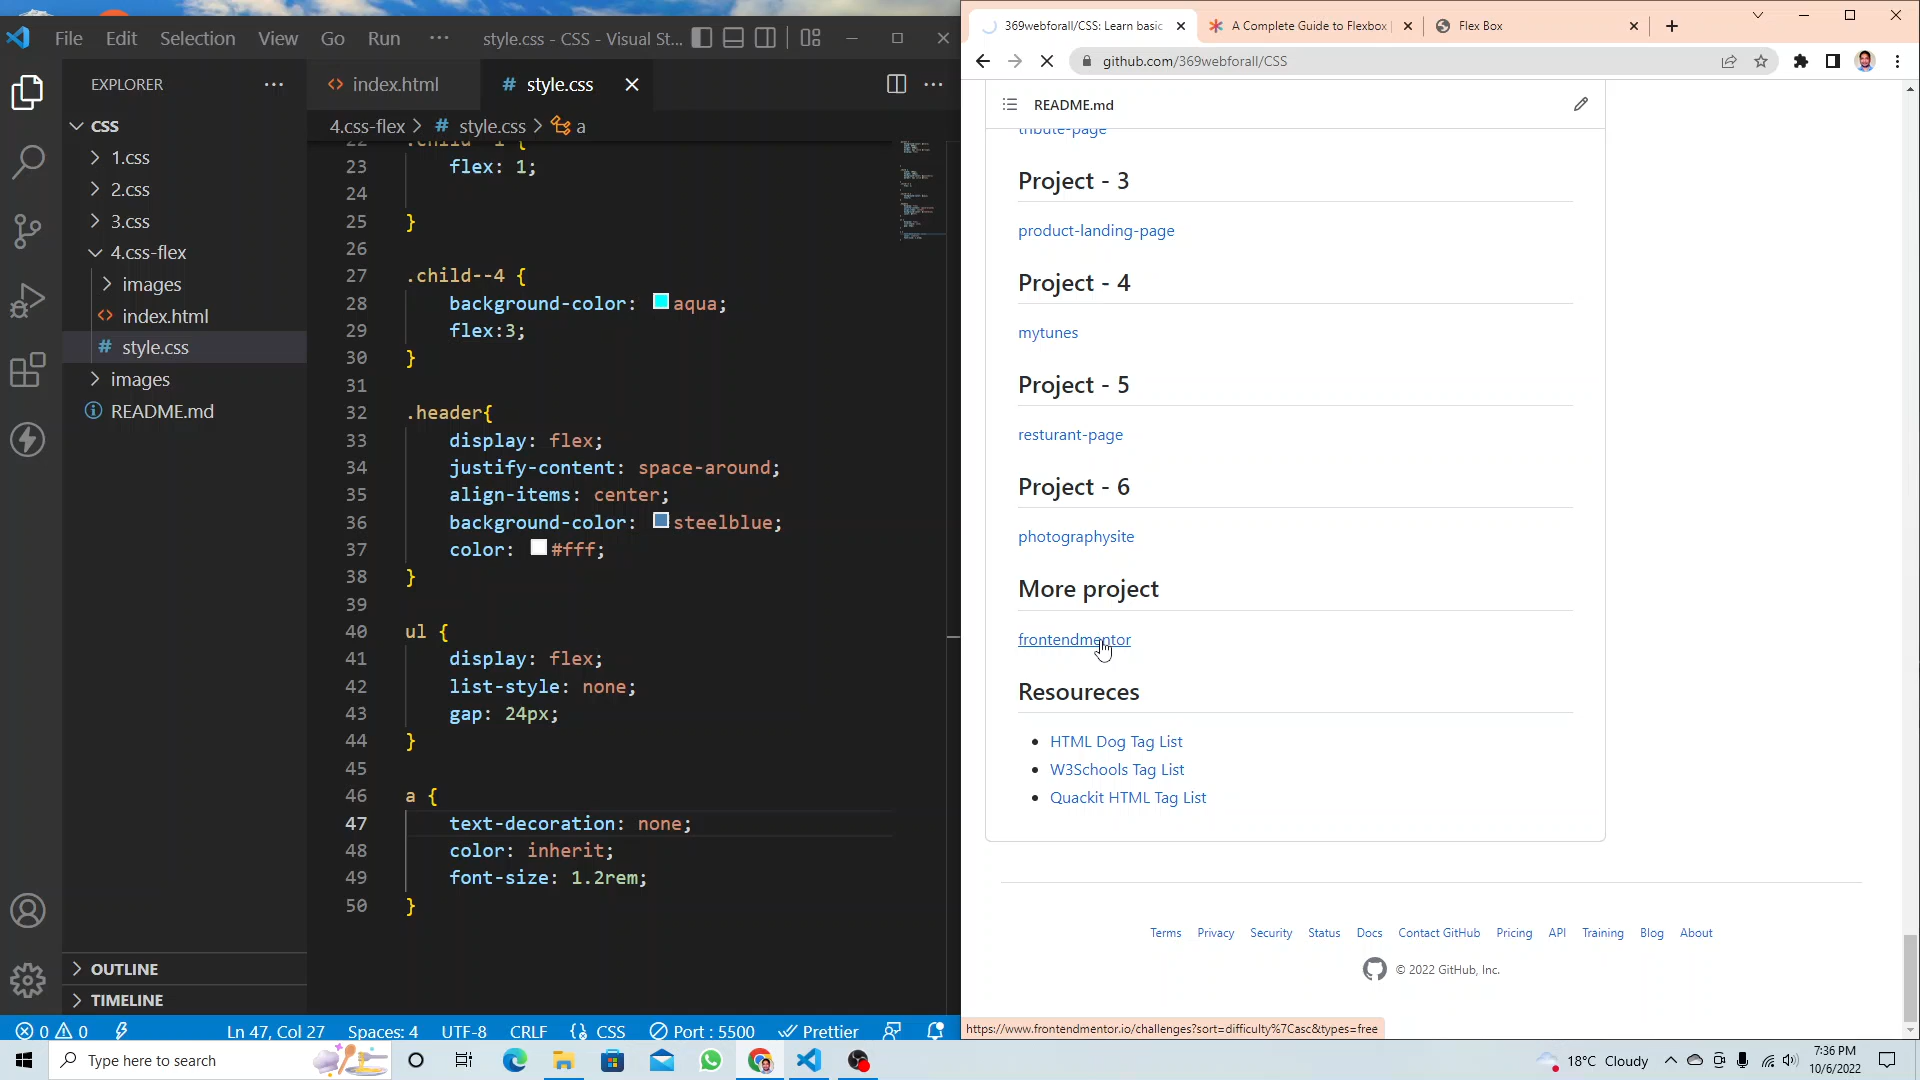 File Edit Selection View Go Run ··· style.css - CSS - Visual St...
369webforall/CSS: Learn basic
A Complete Guide to Flexbox
Flex Box
github.com/369webforall/CSS
EXPLORER
index.html
style.css
4.css-flex > style.css > a
CSS
1.css
2.css
3.css
4.css-flex
images
index.html
style.css
images
README.md
OUTLINE
TIMELINE
23 flex: 1;
24
25 }
26
27 .child--4 {
28 background-color: aqua;
29 flex:3;
30 }
31
32 .header{
33 display: flex;
34 justify-content: space-around;
35 align-items: center;
36 background-color: steelblue;
37 color: #fff;
38 }
39
40 ul {
41 display: flex;
42 list-style: none;
43 gap: 24px;
44 }
45
46 a {
47 text-decoration: none;
48 color: inherit;
49 font-size: 1.2rem;
50 }
README.md
tribute-page
Project - 3
product-landing-page
Project - 4
mytunes
Project - 5
resturant-page
Project - 6
photographysite
More project
frontendmentor
Resoureces
HTML Dog Tag List
W3Schools Tag List
Quackit HTML Tag List
Terms Privacy Security Status Docs Contact GitHub Pricing API Training Blog About
© 2022 GitHub, Inc.
https://www.frontendmentor.io/challenges?sort=difficulty%7Casc&types=free
0 0 Ln 47, Col 27 Spaces: 4 UTF-8 CRLF {} CSS Port : 5500 Prettier
Type here to search
18°C Cloudy
7:36 PM
10/6/2022